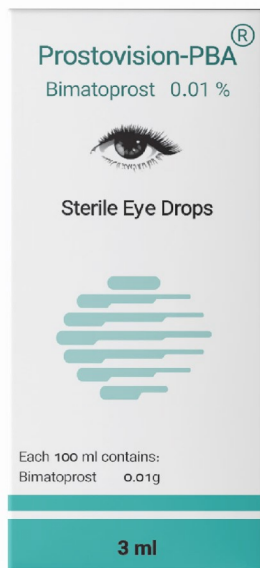 Prostovision-PBA®
Bimatoprost 0.01 %
Sterile Eye Drops
Each 100 ml contains:
Bimatoprost 0.01g
3 ml